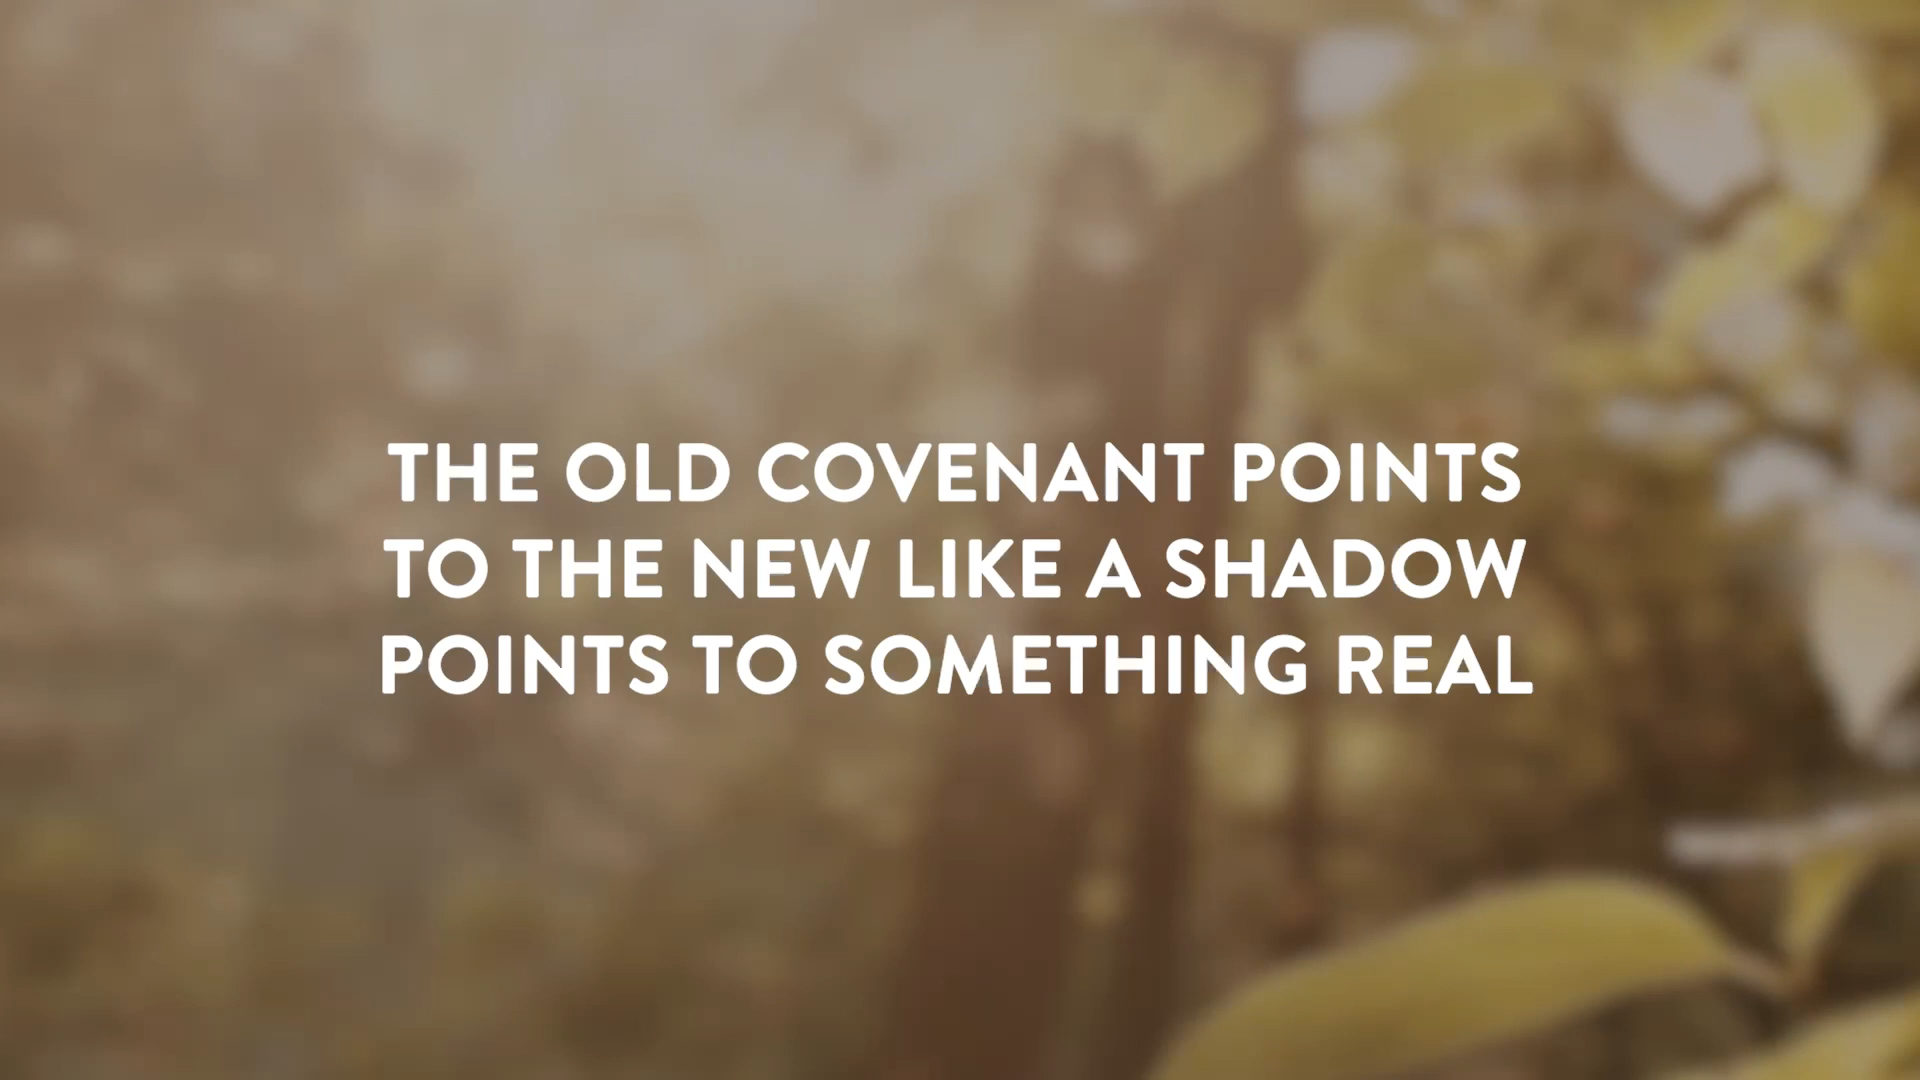 THE OLD COVENANT POINTS
TO THE NEW LIKE A SHADOW
POINTS TO SOMETHING REAL